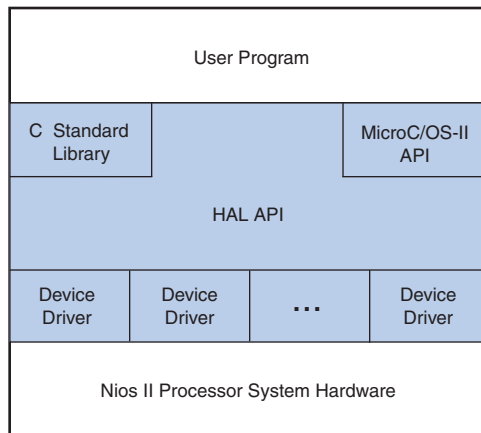 User Program
C Standard
Library
MicroC/OS-II
API
HAL API
Device
Driver
Device
Driver
...
Device
Driver
Nios II Processor System Hardware